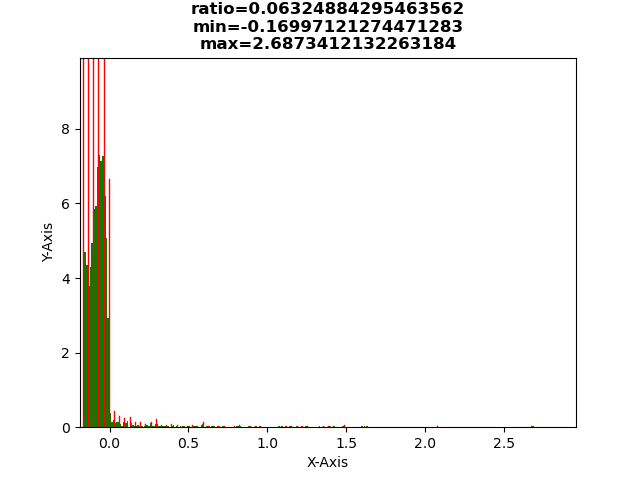 ratio=0.06324884295463562
min=-0.16997121274471283
max=2.6873412132263184
8
6
4
2
0
Y-Axis
0.0 0.5 1.0 1.5 2.0 2.5
X-Axis